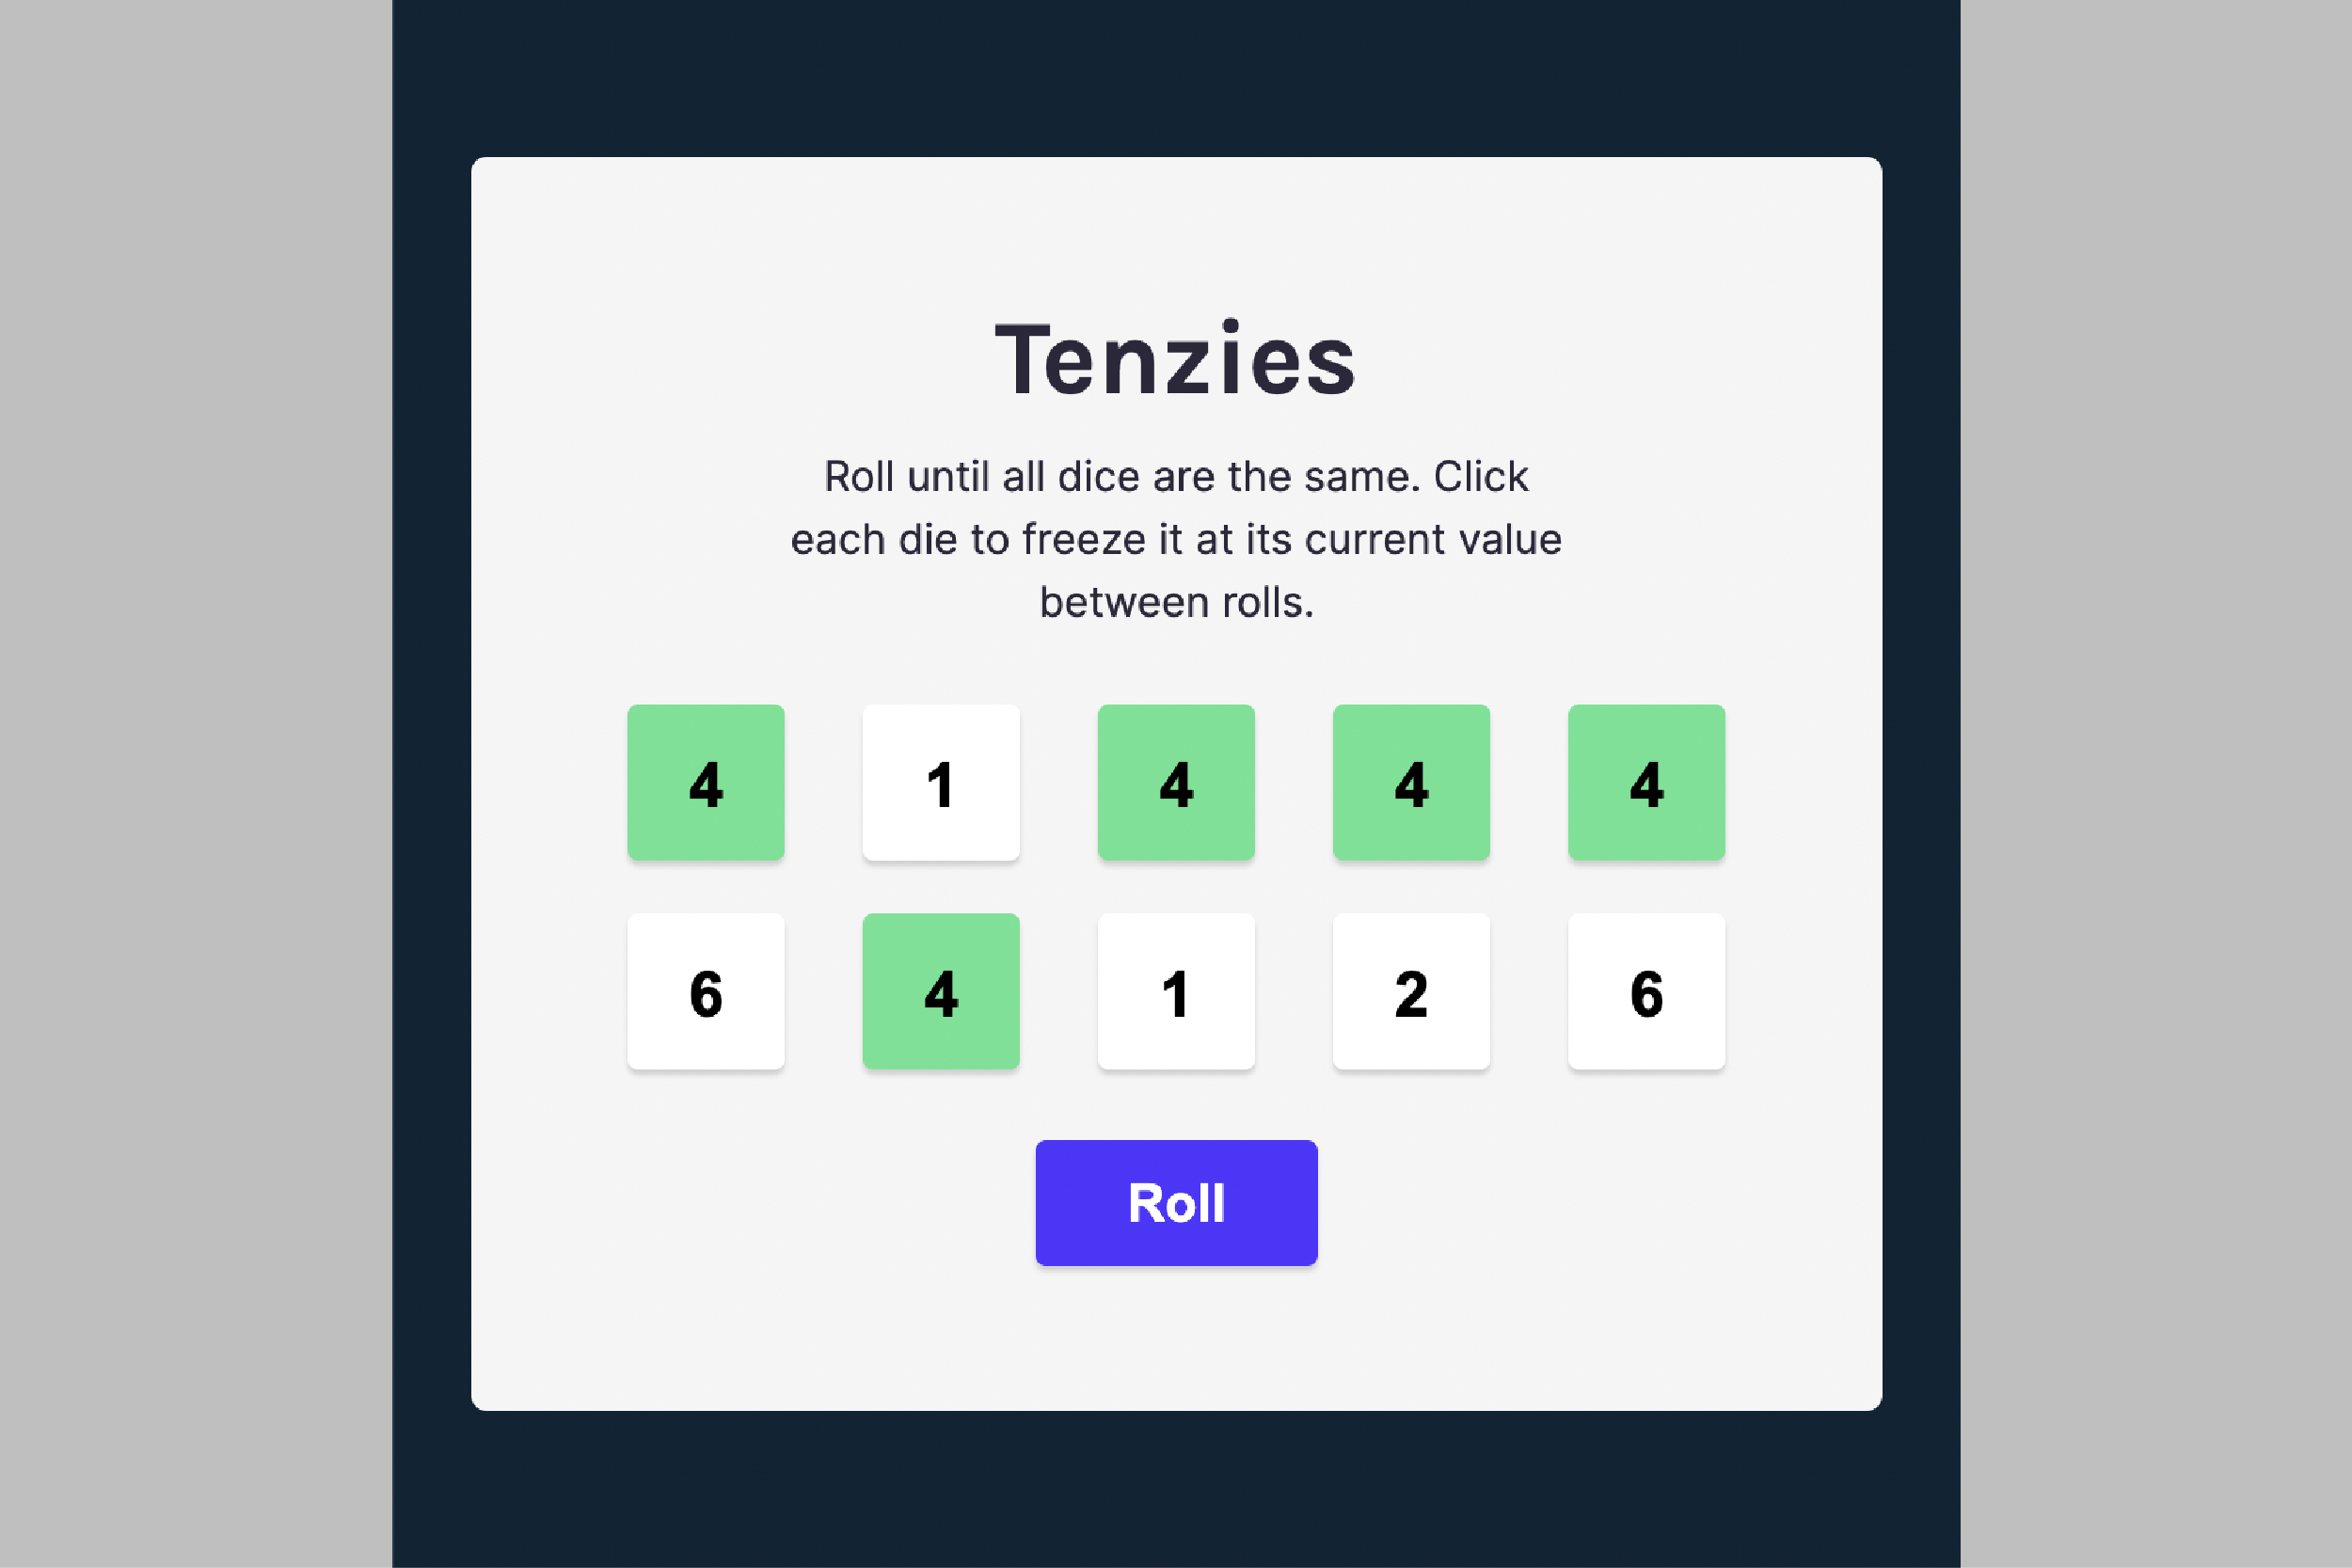 Tenzies
Roll until all dice are the same. Click
each die to freeze it at its current value
between rolls.
4 1 4 4 4
6 4 1 2 6
Roll